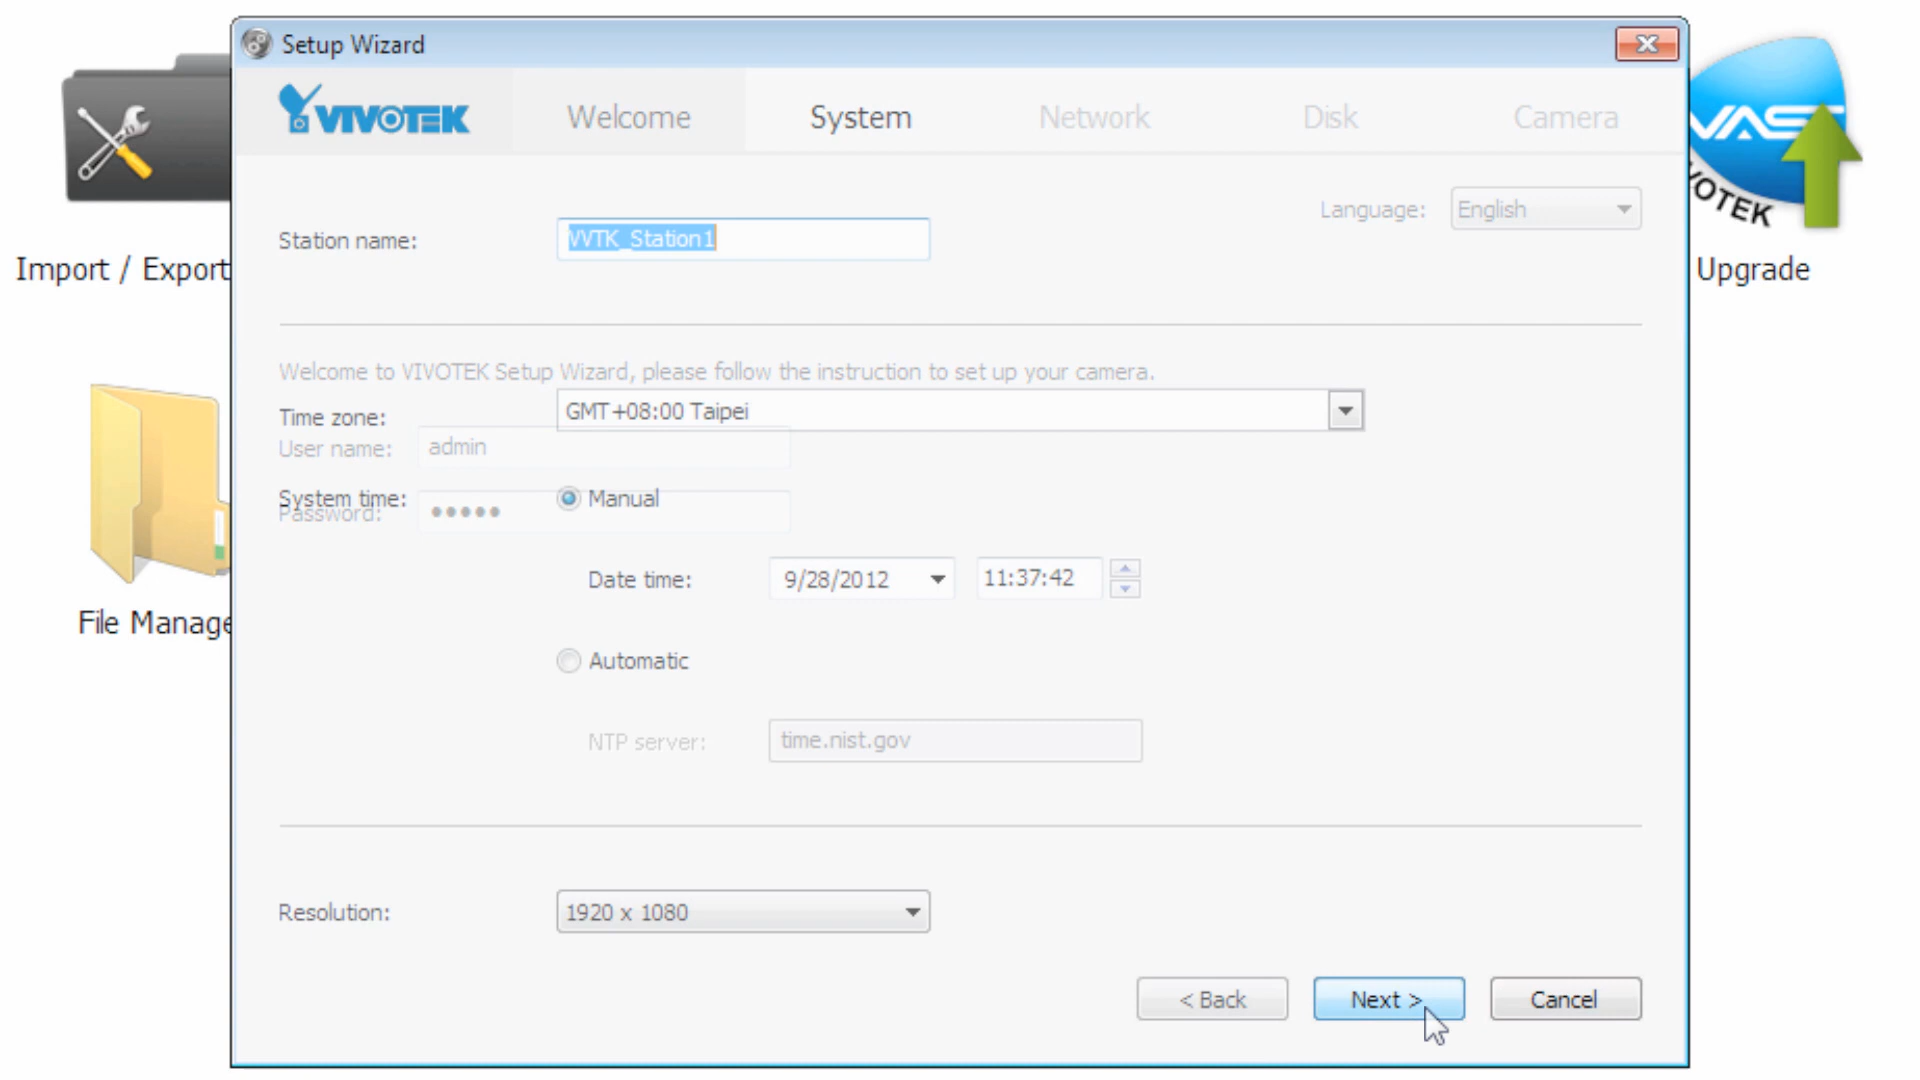 Setup Wizard
VIVOTEK
Welcome
System
Network
Disk
Camera
VAST
VOTEK
Import / Export
Upgrade
Language: English
Station name: VVTK_Station1
Welcome to VIVOTEK Setup Wizard, please follow the instruction to set up your camera.
Time zone: GMT+08:00 Taipei
User name: admin
System time: Manual
Password: •••••
Date time: 9/28/2012 11:37:42
File Manage
Automatic
NTP server: time.nist.gov
Resolution: 1920 x 1080
< Back
Next >
Cancel